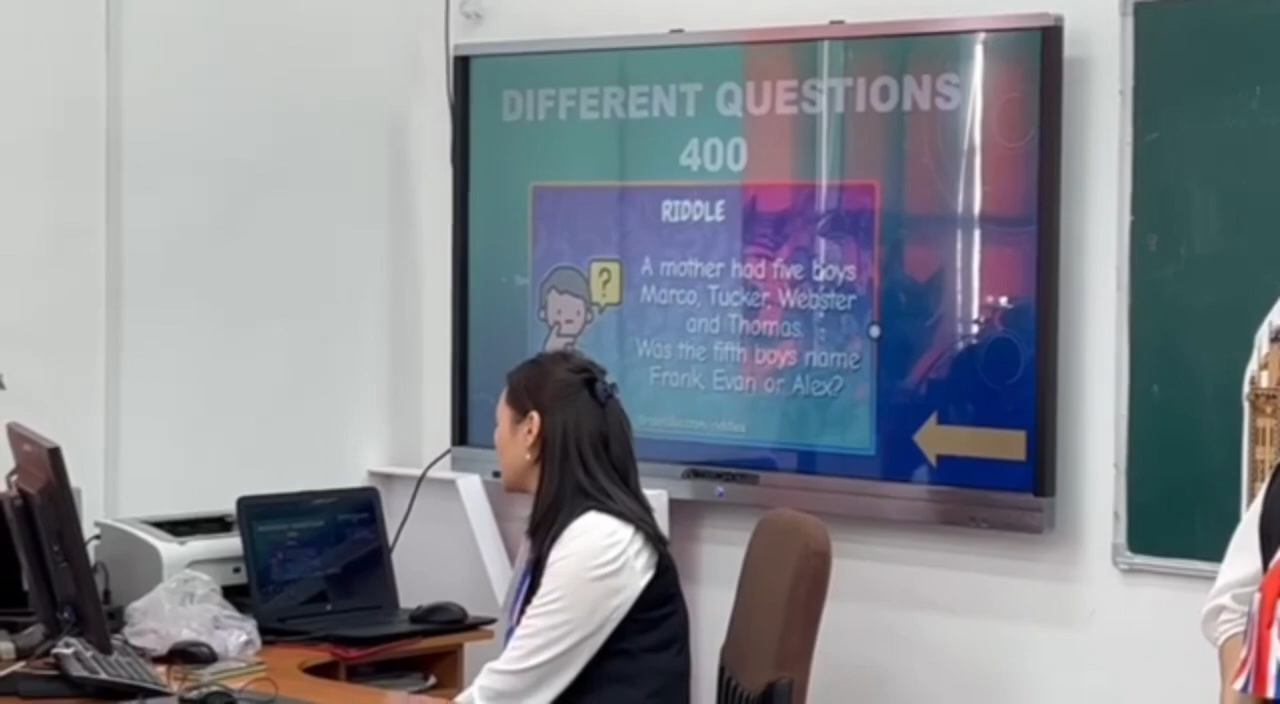 DIFFERENT QUESTIONS
400
RIDDLE
?
A mother had five boys
Marco, Tucker, Webster
and Thomas.
Was the fifth boys name
Frank, Evan or Alex?